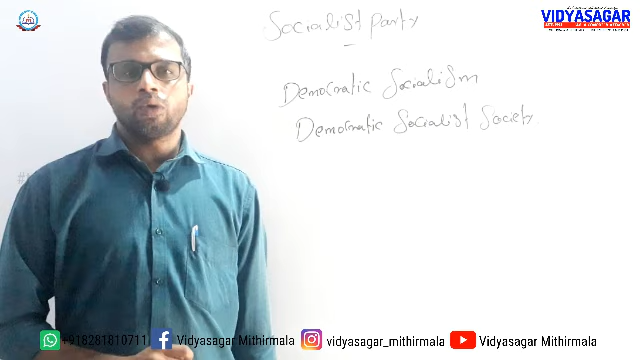 Socialist Party
VIDYASAGAR
Democratic Socialism
Democratic Socialist Society
+918281810711
Vidyasagar Mithirmala
vidyasagar_mithirmala
Vidyasagar Mithirmala